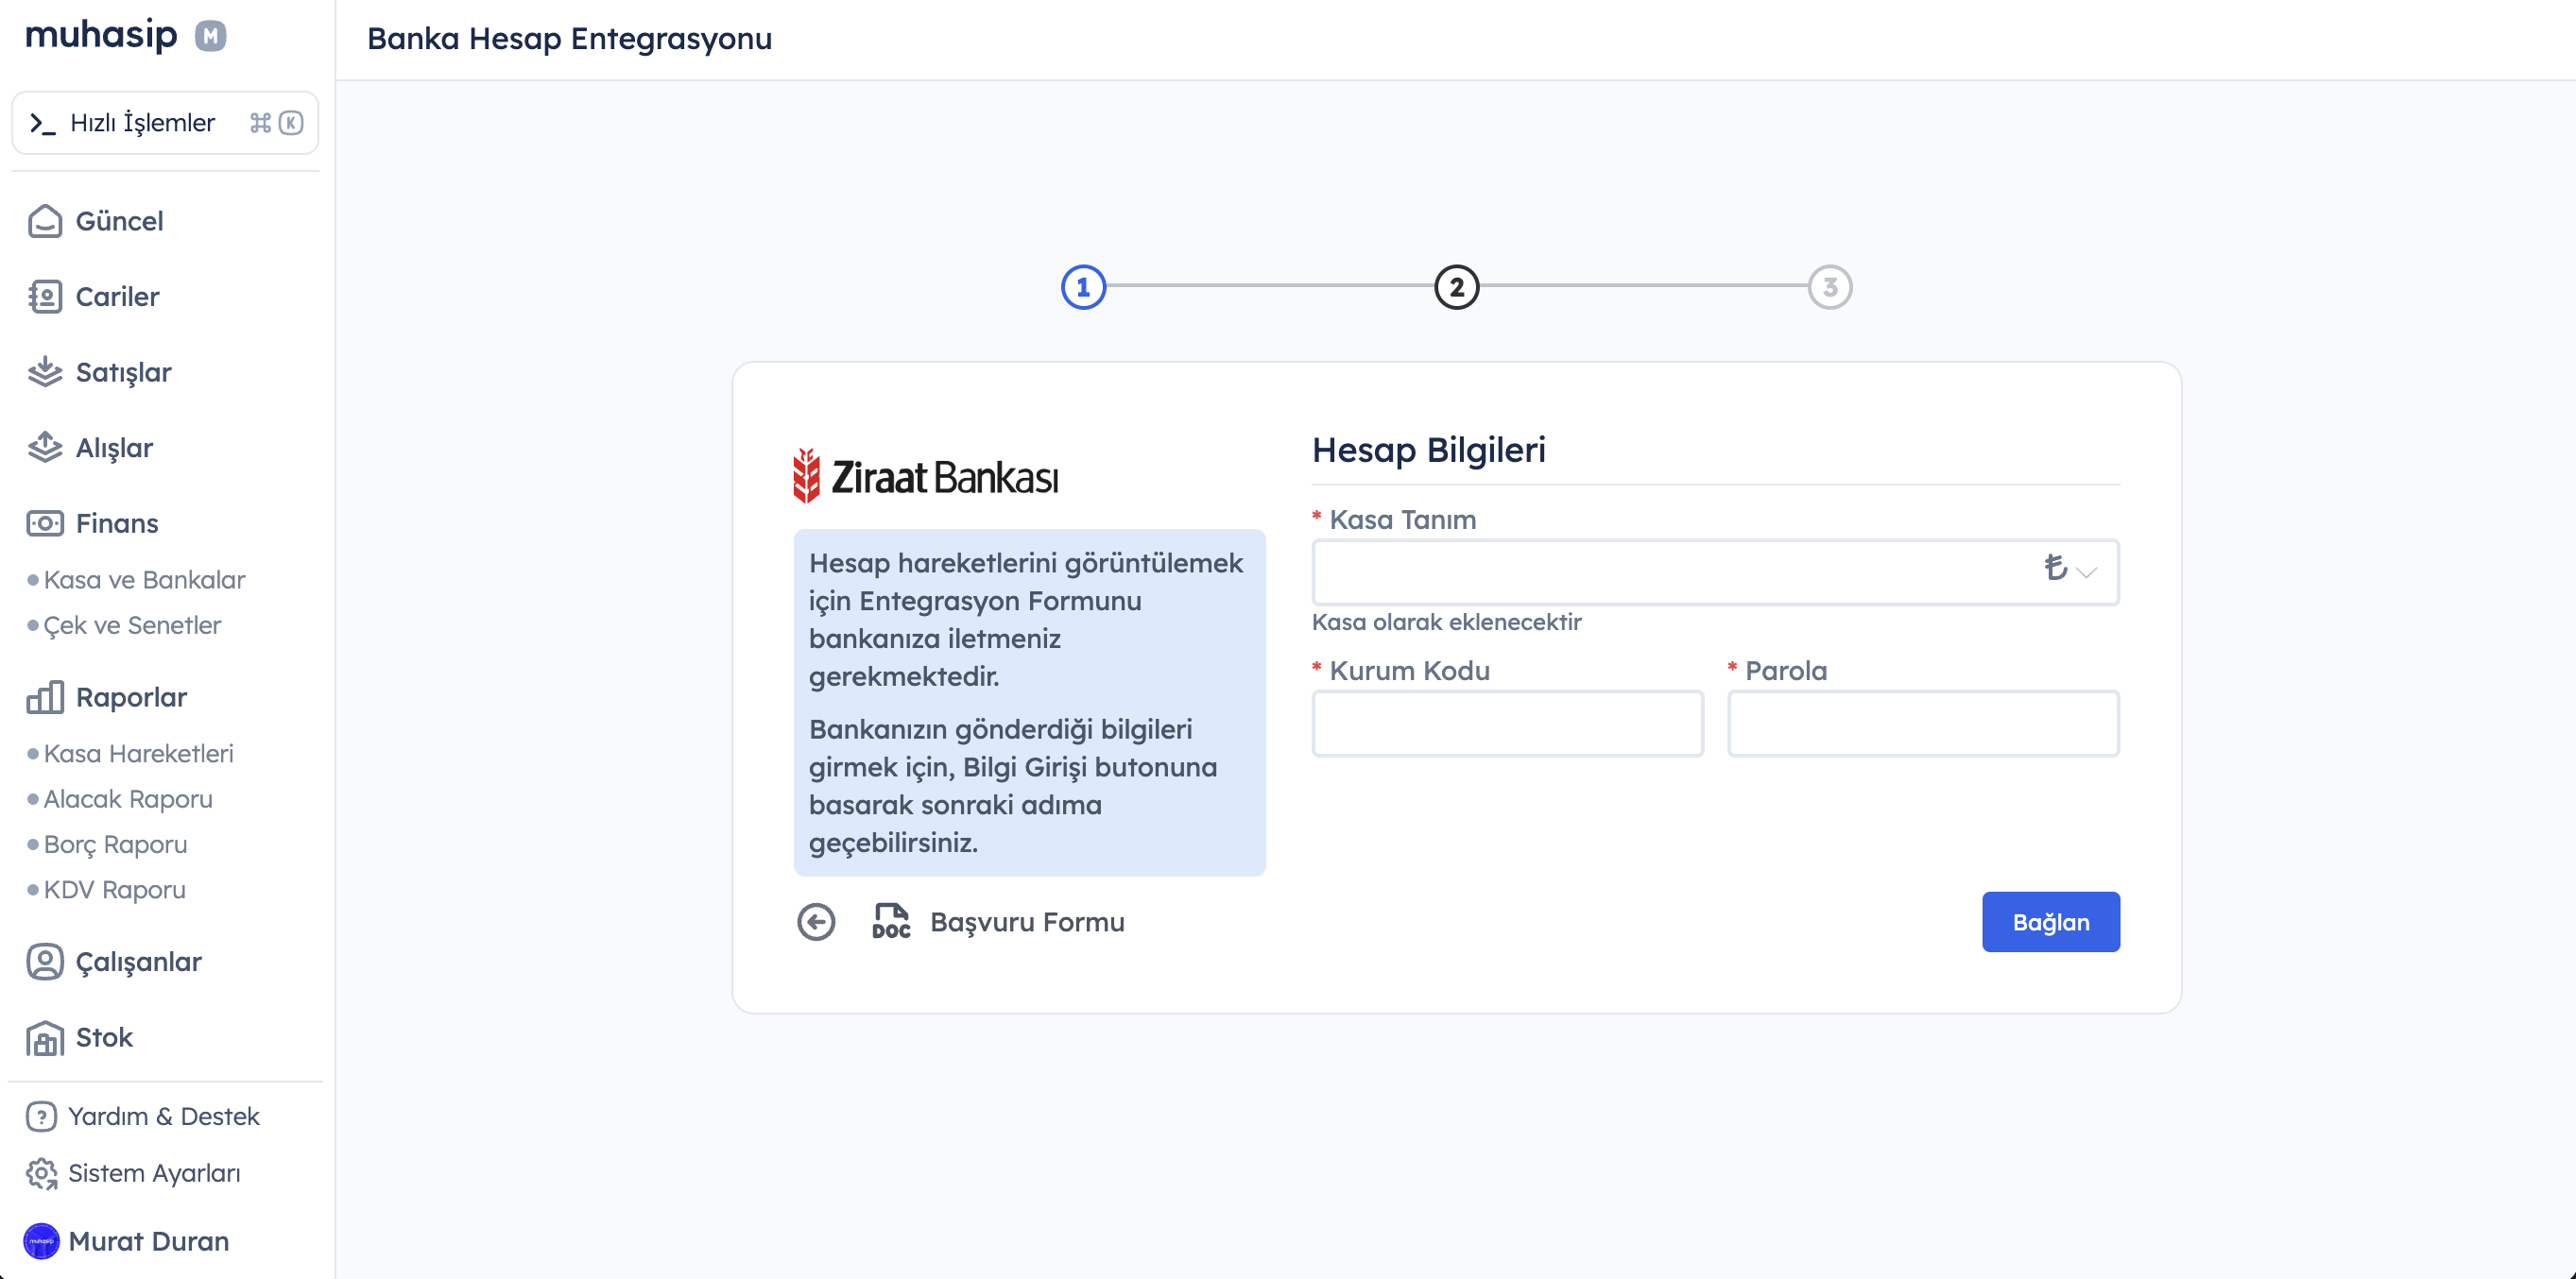 muhasip M
Banka Hesap Entegrasyonu
Hızlı İşlemler ⌘ K
Güncel
Cariler
Satışlar
Alışlar
Finans
Kasa ve Bankalar
Çek ve Senetler
Raporlar
Kasa Hareketleri
Alacak Raporu
Borç Raporu
KDV Raporu
Çalışanlar
Stok
Yardım & Destek
Sistem Ayarları
muhasip
Murat Duran
1
2
3
Ziraat Bankası
Hesap hareketlerini görüntülemek
için Entegrasyon Formunu
bankanıza iletmeniz
gerekmektedir.
Bankanızın gönderdiği bilgileri
girmek için, Bilgi Girişi butonuna
basarak sonraki adıma
geçebilirsiniz.
DOC Başvuru Formu
Hesap Bilgileri
* Kasa Tanım
₺
Kasa olarak eklenecektir
* Kurum Kodu
* Parola
Bağlan